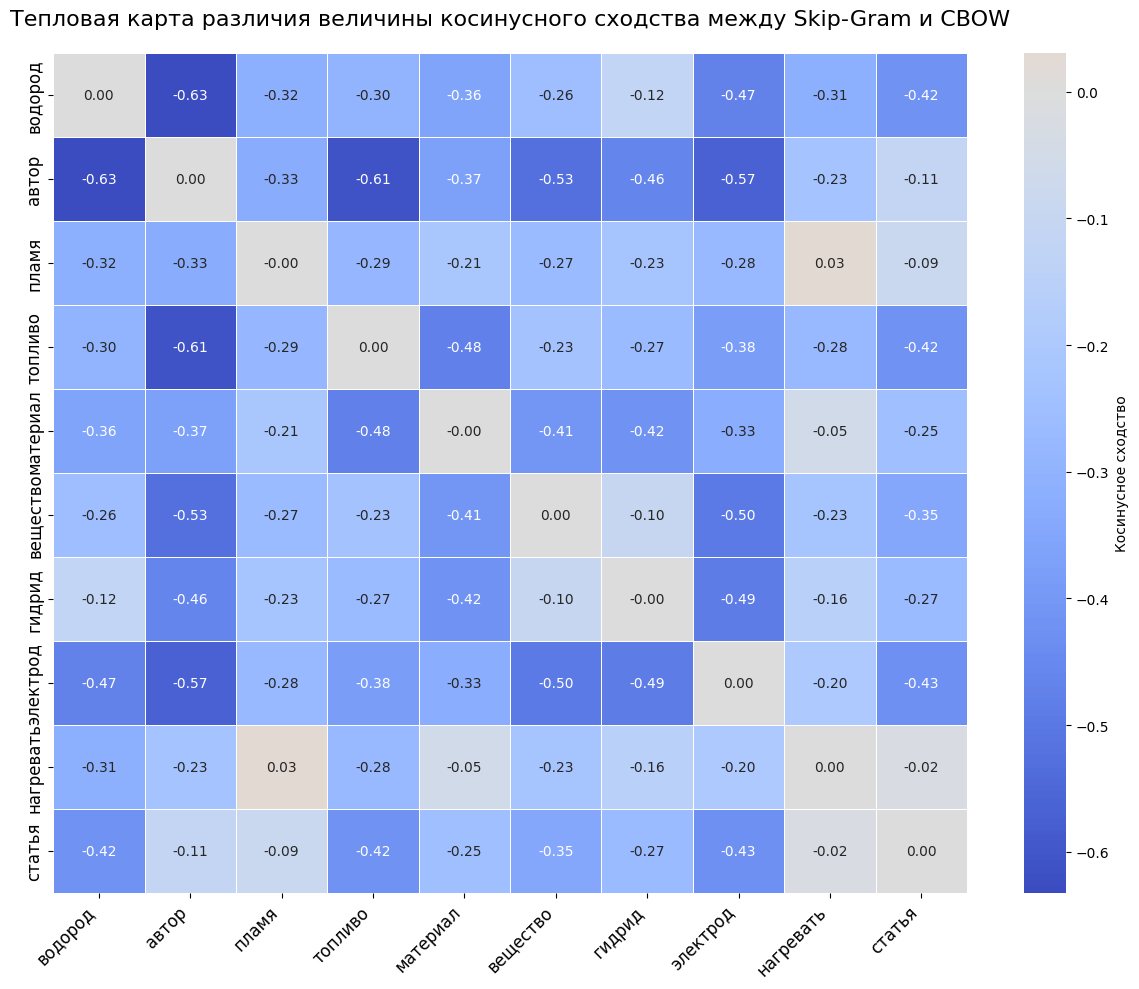 Тепловая карта различия величины косинусного сходства между Skip-Gram и CBOW
водород 0.00 -0.63 -0.32 -0.30 -0.36 -0.26 -0.12 -0.47 -0.31 -0.42
автор -0.63 0.00 -0.33 -0.61 -0.37 -0.53 -0.46 -0.57 -0.23 -0.11
пламя -0.32 -0.33 -0.00 -0.29 -0.21 -0.27 -0.23 -0.28 0.03 -0.09
топливо -0.30 -0.61 -0.29 0.00 -0.48 -0.23 -0.27 -0.38 -0.28 -0.42
материал -0.36 -0.37 -0.21 -0.48 -0.00 -0.41 -0.42 -0.33 -0.05 -0.25
вещество -0.26 -0.53 -0.27 -0.23 -0.41 0.00 -0.10 -0.50 -0.23 -0.35
гидрид -0.12 -0.46 -0.23 -0.27 -0.42 -0.10 -0.00 -0.49 -0.16 -0.27
электрод -0.47 -0.57 -0.28 -0.38 -0.33 -0.50 -0.49 0.00 -0.20 -0.43
нагревать -0.31 -0.23 0.03 -0.28 -0.05 -0.23 -0.16 -0.20 0.00 -0.02
статья -0.42 -0.11 -0.09 -0.42 -0.25 -0.35 -0.27 -0.43 -0.02 0.00
водород автор пламя топливо материал вещество гидрид электрод нагревать статья
0.0
−0.1
−0.2
−0.3
−0.4
−0.5
−0.6
Косинусное сходство